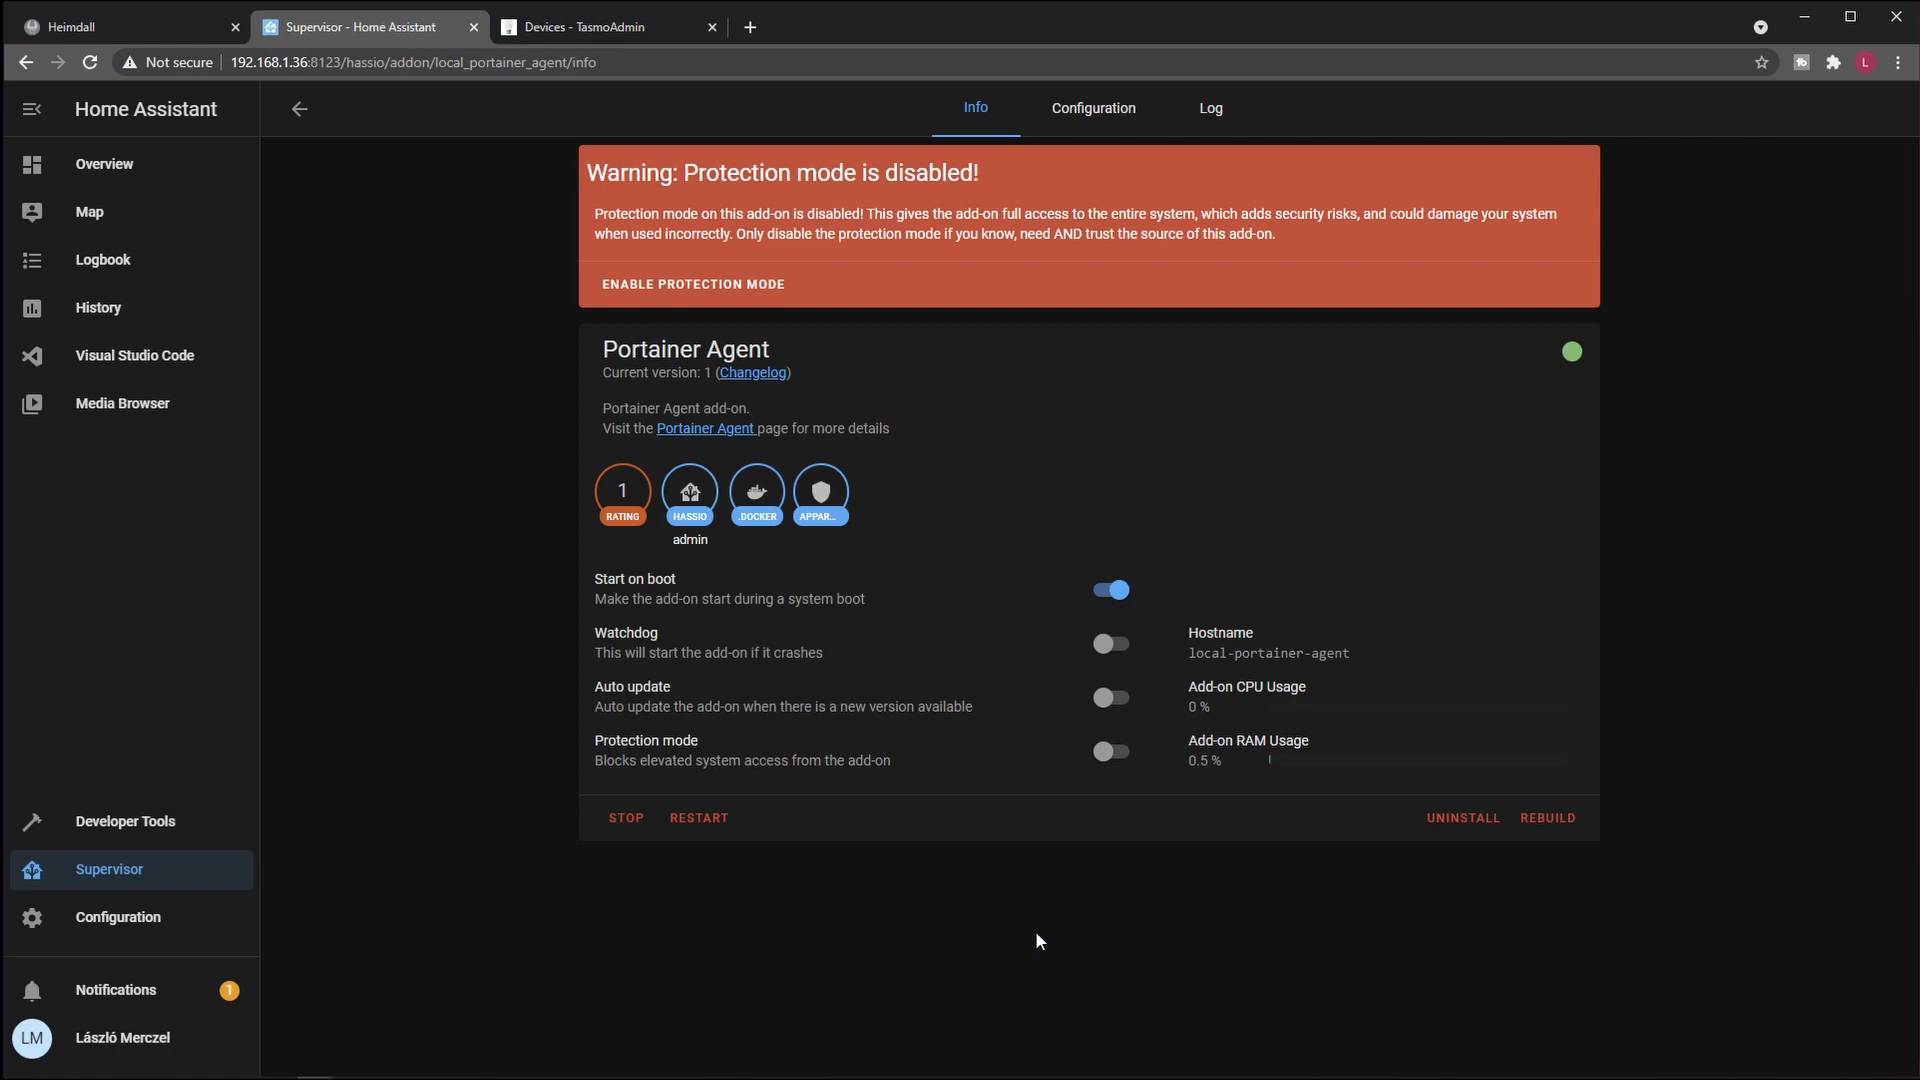 Heimdall
Supervisor - Home Assistant
Devices - TasmoAdmin
Not secure
192.168.1.36:8123/hassio/addon/local_portainer_agent/info
L
Home Assistant
Info
Configuration
Log
Overview
Map
Logbook
History
Visual Studio Code
Media Browser
Warning: Protection mode is disabled!
Protection mode on this add-on is disabled! This gives the add-on full access to the entire system, which adds security risks, and could damage your system
when used incorrectly. Only disable the protection mode if you know, need AND trust the source of this add-on.
ENABLE PROTECTION MODE
Portainer Agent
Current version: 1 (Changelog)
Portainer Agent add-on.
Visit the Portainer Agent page for more details
1
RATING
HASSIO
.DOCKER
APPAR...
admin
Start on boot
Make the add-on start during a system boot
Watchdog
This will start the add-on if it crashes
Hostname
local-portainer-agent
Auto update
Auto update the add-on when there is a new version available
Add-on CPU Usage
0 %
Protection mode
Blocks elevated system access from the add-on
Add-on RAM Usage
0.5 %
STOP
RESTART
UNINSTALL
REBUILD
Developer Tools
Supervisor
Configuration
Notifications
1
LM
László Merczel